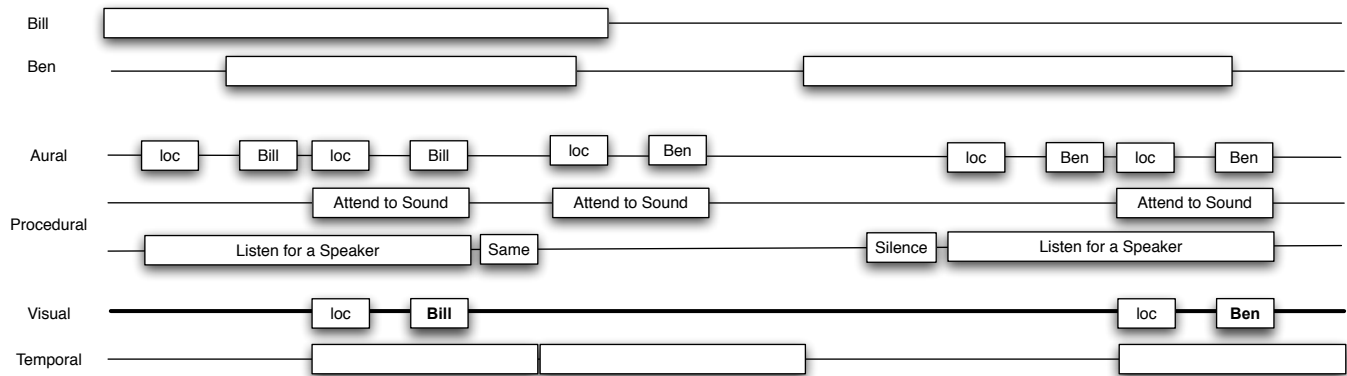 Bill
Ben
Aural loc Bill loc Bill loc Ben loc Ben loc Ben
Attend to Sound Attend to Sound Attend to Sound
Procedural
Listen for a Speaker Same Silence Listen for a Speaker
Visual loc Bill loc Ben
Temporal